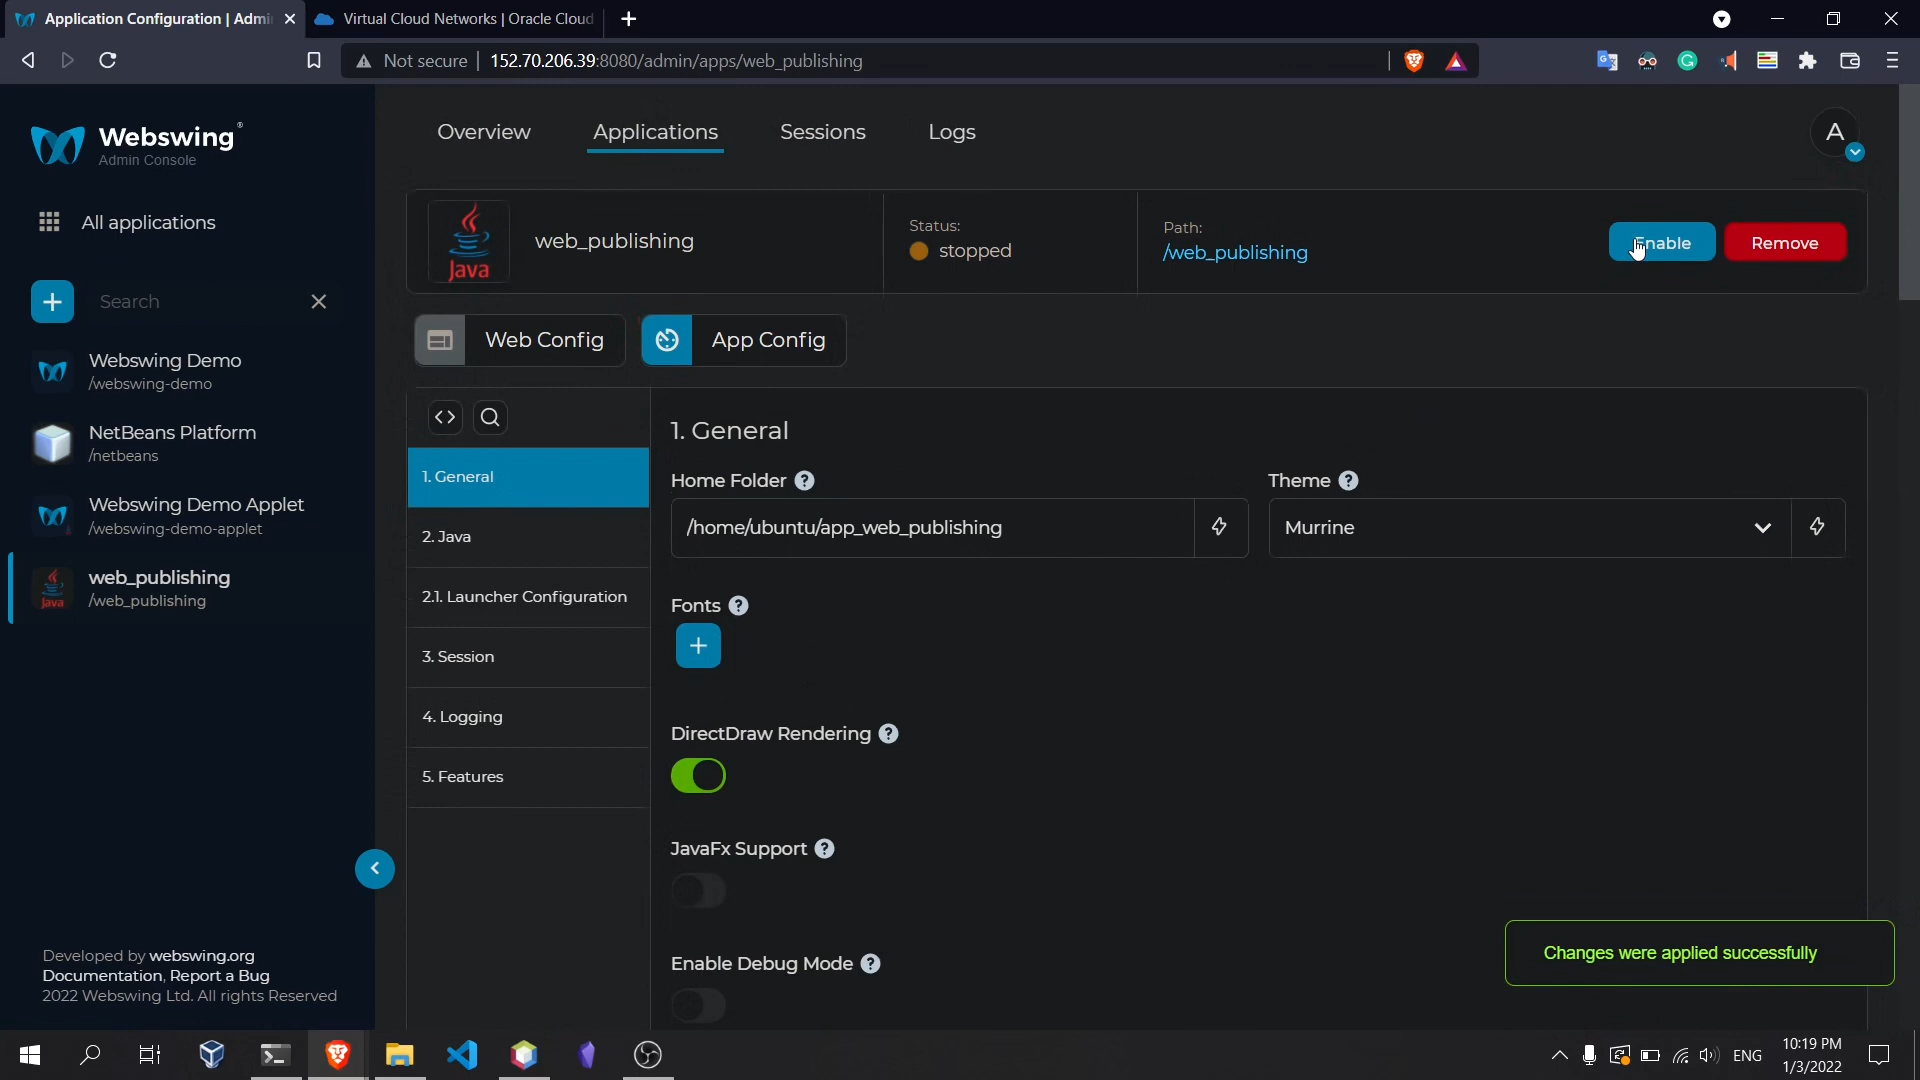 Application Configuration | Admi
Virtual Cloud Networks | Oracle Cloud
Not secure
152.70.206.39:8080/admin/apps/web_publishing
Webswing®
Admin Console
All applications
Search
Webswing Demo
/webswing-demo
NetBeans Platform
/netbeans
Webswing Demo Applet
/webswing-demo-applet
Java
web_publishing
/web_publishing
Developed by webswing.org
Documentation, Report a Bug
2022 Webswing Ltd. All rights Reserved
Overview
Applications
Sessions
Logs
A
Java
web_publishing
Status:
stopped
Path:
/web_publishing
Enable
Remove
Web Config
App Config
1. General
2. Java
2.1. Launcher Configuration
3. Session
4. Logging
5. Features
1. General
Home Folder ?
/home/ubuntu/app_web_publishing
Theme ?
Murrine
Fonts ?
DirectDraw Rendering ?
JavaFx Support ?
Enable Debug Mode ?
Changes were applied successfully
ENG
10:19 PM
1/3/2022